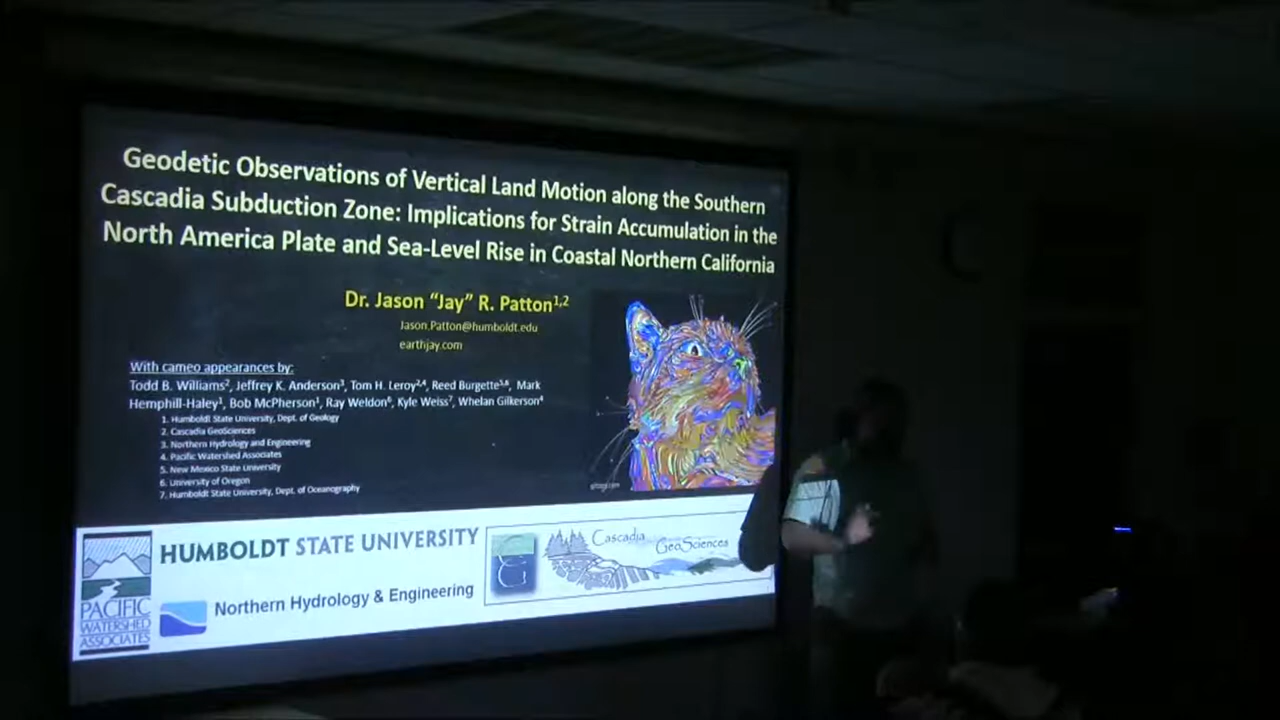 Geodetic Observations of Vertical Land Motion along the Southern
Cascadia Subduction Zone: Implications for Strain Accumulation in the
North America Plate and Sea-Level Rise in Coastal Northern California
Dr. Jason “Jay” R. Patton1,2
Jason.Patton@humboldt.edu
earthjay.com
With cameo appearances by:
Todd B. Williams2, Jeffrey K. Anderson3, Tom H. Leroy2,4, Reed Burgette5,6, Mark
Hemphill-Haley1, Bob McPherson1, Ray Weldon6, Kyle Weiss7, Whelan Gilkerson4
1. Humboldt State University, Dept. of Geology
2. Cascadia GeoSciences
3. Northern Hydrology and Engineering
4. Pacific Watershed Associates
5. New Mexico State University
6. University of Oregon
7. Humboldt State University, Dept. of Oceanography
HUMBOLDT STATE UNIVERSITY
Cascadia GeoSciences
Northern Hydrology & Engineering
PACIFIC
WATERSHED
ASSOCIATES